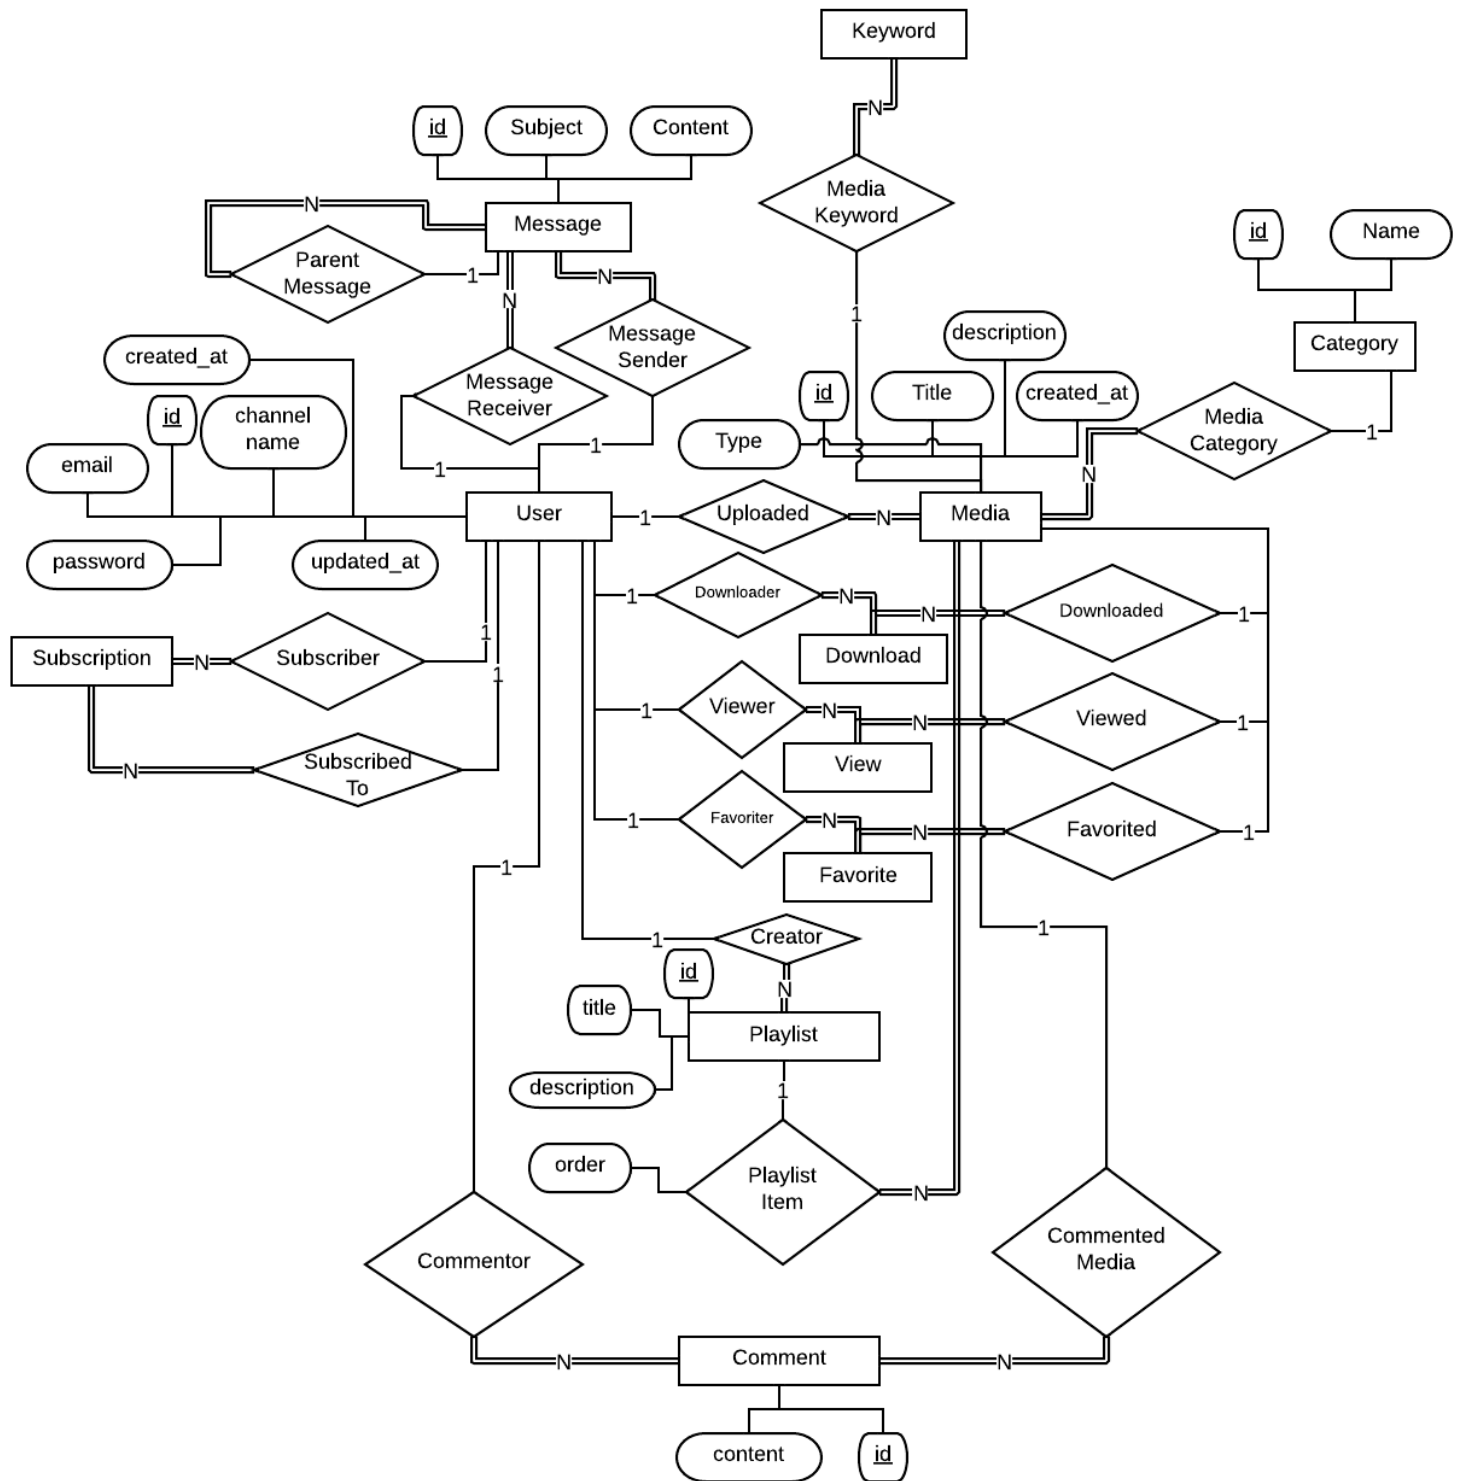 Keyword
N
id
Subject
Content
Media
Keyword
N
Message
id
Name
Parent
Message
1
N
N
1
description
Message
Sender
Category
created_at
Message
Receiver
id
Title
created_at
Media
Category
1
id
channel
name
Type
email
1
1
N
User
1
Uploaded
N
Media
password
updated_at
1
Downloader
N
N
Downloaded
1
Subscription
N
Subscriber
1
1
Download
1
Viewer
N
N
Viewed
1
N
Subscribed
To
View
1
Favoriter
N
N
Favorited
1
1
Favorite
1
Creator
1
id
N
title
Playlist
description
1
order
Playlist
Item
N
Commentor
Commented
Media
N
Comment
N
content
id